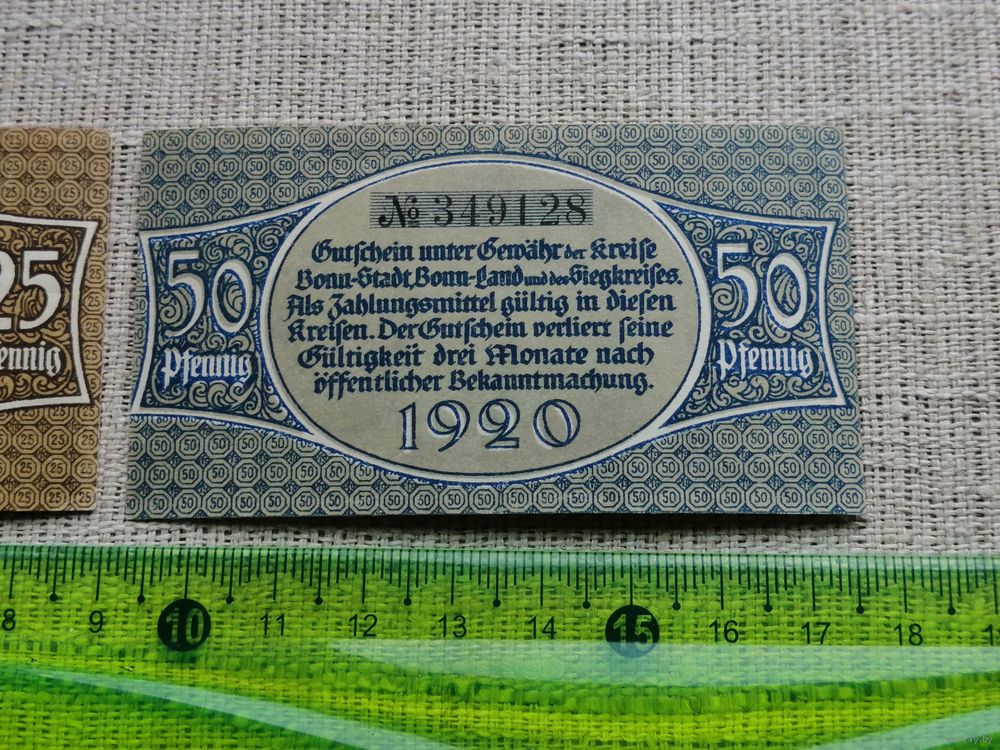 № 349128
Gutschein unter Gewähr der Kreise
Bonn-Stadt, Bonn-Land und des Siegkreises.
Als Zahlungsmittel gültig in diesen
Kreisen. Der Gutschein verliert seine
Gültigkeit drei Monate nach
öffentlicher Bekanntmachung.
1920
50
Pfennig
50
Pfennig
25
ennig
8 9 10 11 12 13 14 15 16 17 18